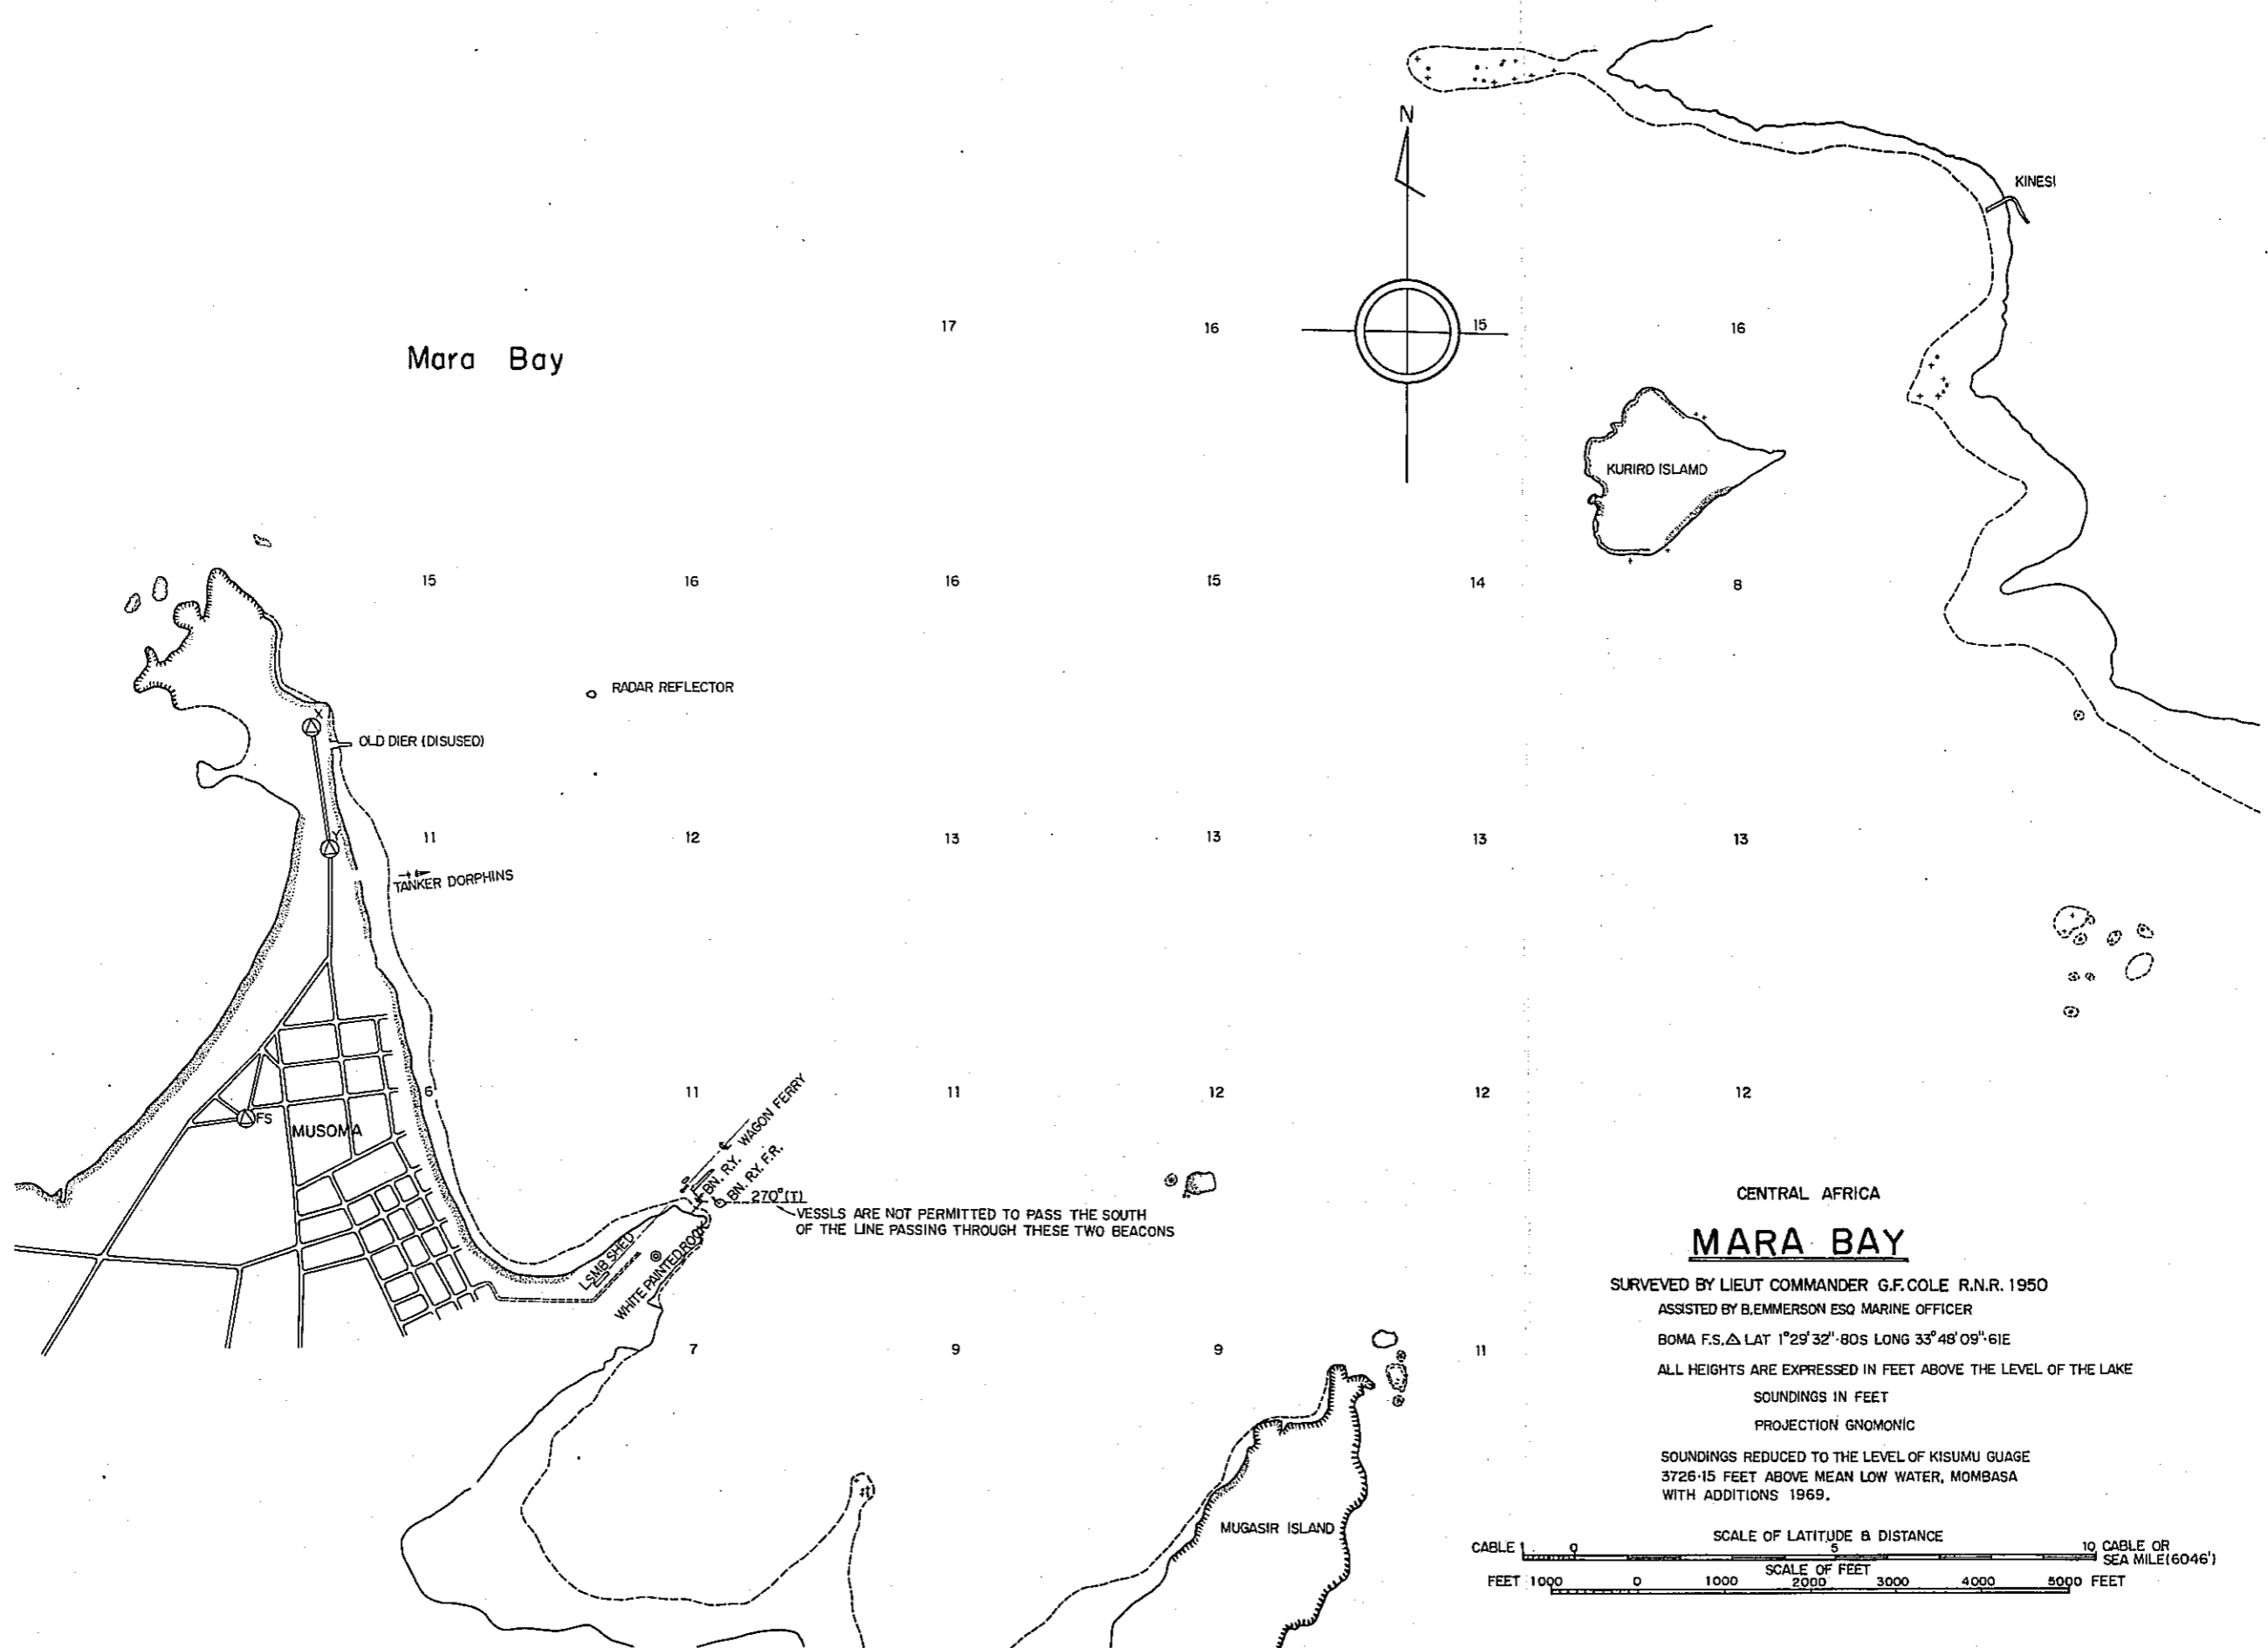 N
KINESI
17
16
15
16
Mara Bay
KURIRD ISLAMD
15
16
16
15
14
8
RADAR REFLECTOR
X
OLD DIER (DISUSED)
Y
11
12
13
13
13
13
TANKER DORPHINS
6
11
11
12
12
12
FS
MUSOMA
WAGON FERRY
BN. R.Y.
BN. RY. F.R.
270°(T)
VESSLS ARE NOT PERMITTED TO PASS THE SOUTH
OF THE LINE PASSING THROUGH THESE TWO BEACONS
LSMB SHED
WHITE PAINTED ROCK
7
9
9
11
MUGASIR ISLAND
CENTRAL AFRICA
MARA BAY
SURVEVED BY LIEUT COMMANDER G.F. COLE R.N.R. 1950
ASSISTED BY B.EMMERSON ESQ MARINE OFFICER
BOMA F.S. △ LAT 1°29'32"·80S LONG 33°48'09"·61E
ALL HEIGHTS ARE EXPRESSED IN FEET ABOVE THE LEVEL OF THE LAKE
SOUNDINGS IN FEET
PROJECTION GNOMONIC
SOUNDINGS REDUCED TO THE LEVEL OF KISUMU GUAGE
3726·15 FEET ABOVE MEAN LOW WATER, MOMBASA
WITH ADDITIONS 1969.
SCALE OF LATITUDE & DISTANCE
CABLE 1 0 5 10 CABLE OR
SEA MILE(6046')
SCALE OF FEET
FEET 1000 0 1000 2000 3000 4000 5000 FEET